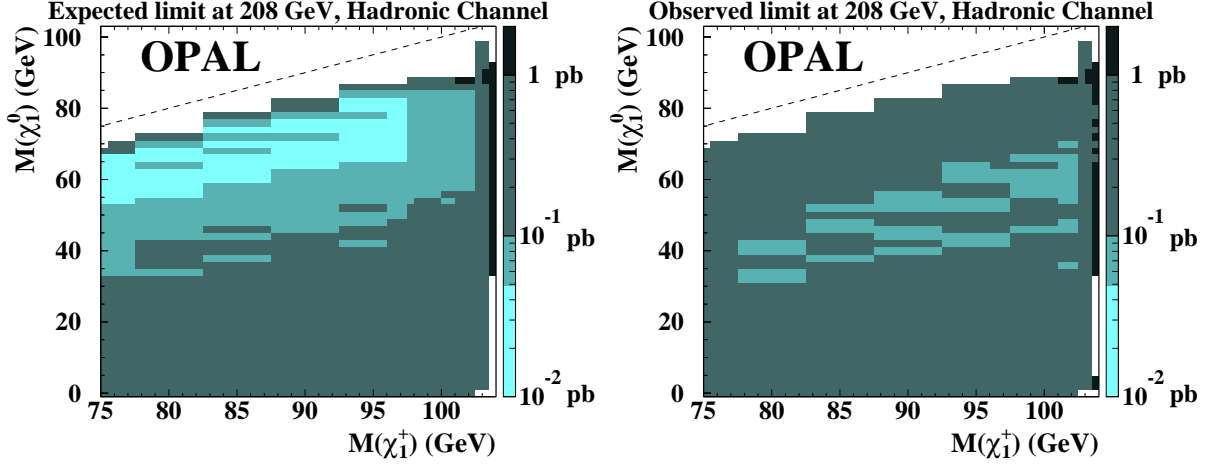 Expected limit at 208 GeV, Hadronic Channel
OPAL
M(χ₁⁰) (GeV)
100
80
60
40
20
0
75 80 85 90 95 100
M(χ₁⁺) (GeV)
1 pb
10⁻¹ pb
10⁻² pb
Observed limit at 208 GeV, Hadronic Channel
OPAL
M(χ₁⁰) (GeV)
100
80
60
40
20
0
75 80 85 90 95 100
M(χ₁⁺) (GeV)
1 pb
10⁻¹ pb
10⁻² pb